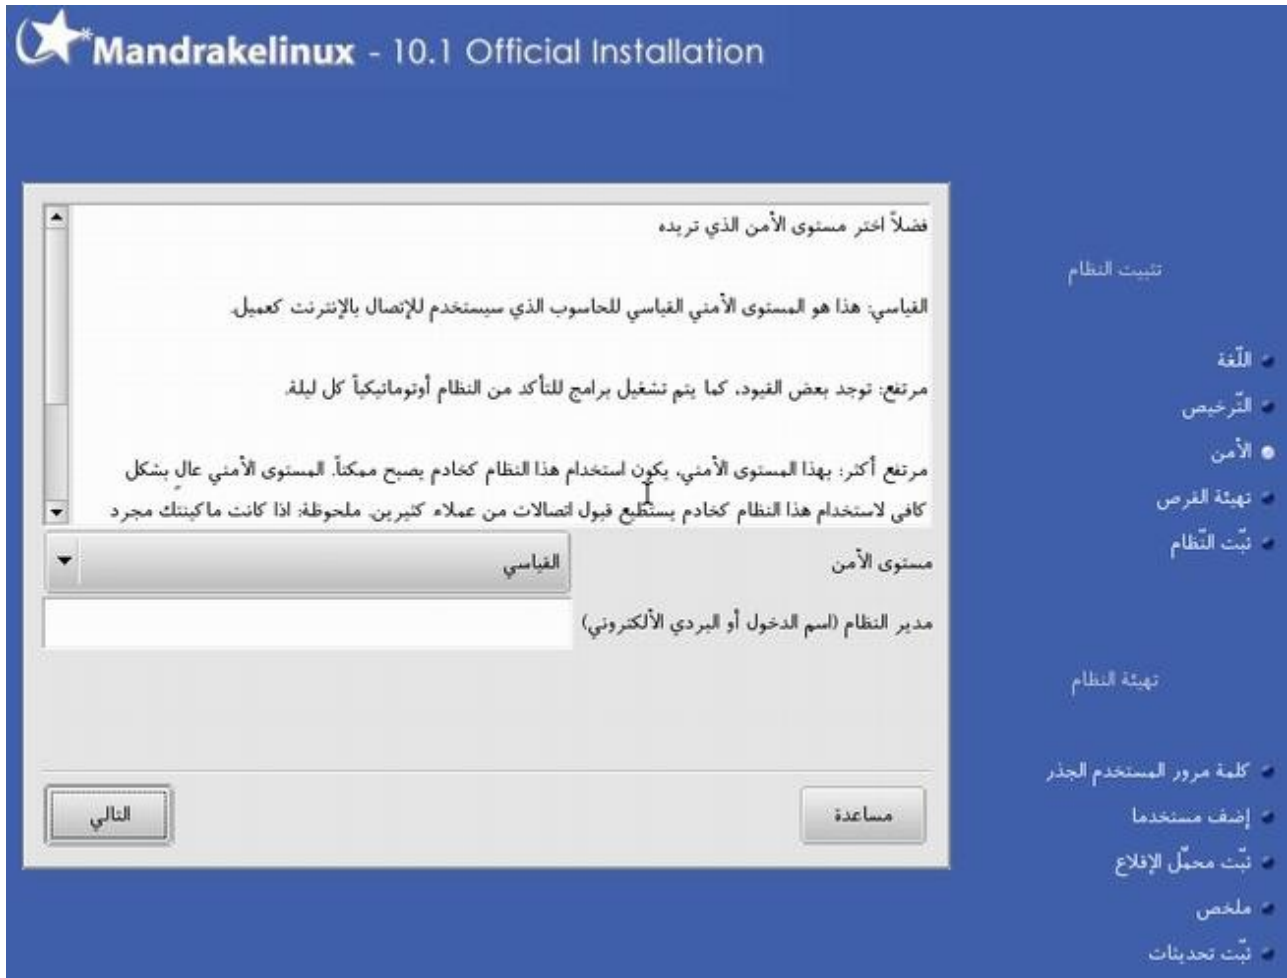 Mandrakelinux - 10.1 Official Installation
فضلاً اختر مستوى الأمن الذي تريده
القياسي: هذا هو المستوى الأمني القياسي للحاسوب الذي سيستخدم للإتصال بالإنترنت كعميل.
مرتفع: توجد بعض القيود، كما يتم تشغيل برامج للتأكد من النظام أوتوماتيكياً كل ليلة.
مرتفع أكثر: بهذا المستوى الأمني، يكون استخدام هذا النظام كخادم يصبح ممكناً. المستوى الأمني عالٍ بشكل
كافى لاستخدام هذا النظام كخادم يستطيع قبول اتصالات من عملاء كثيرين. ملحوظة: اذا كانت ماكينتك مجرد
مستوى الأمن
القياسي
مدير النظام (اسم الدخول أو البردي الألكتروني)
مساعدة
التالي
تثبيت النظام
اللّغة
التّرخيص
الأمن
تهيئة القرص
ثبّت النّظام
تهيئة النظام
كلمة مرور المستخدم الجذر
إضف مستخدما
ثبّت محمّل الإقلاع
ملخص
ثبّت تحديثات